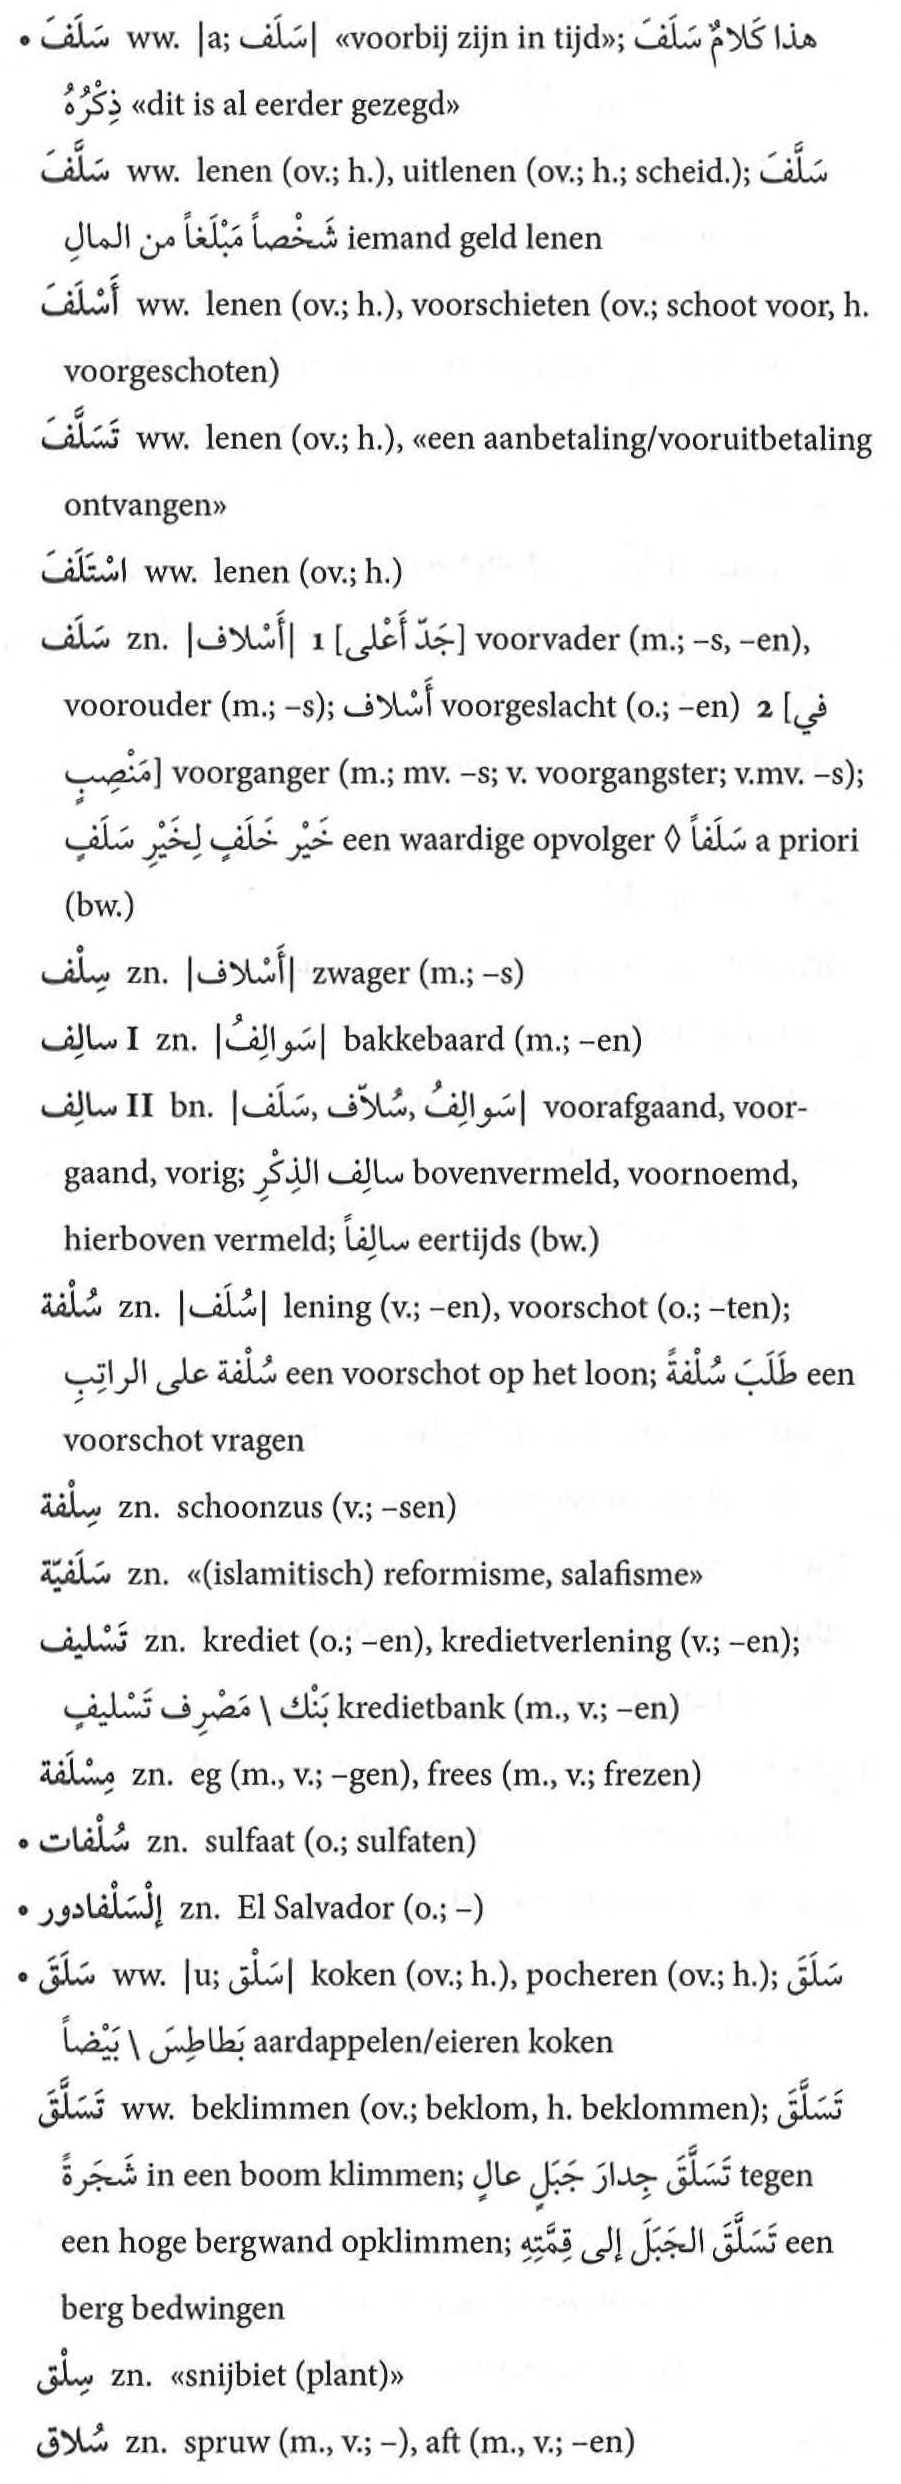 • سَلَفَ ww. |a; سَلَف| «voorbij zijn in tijd»; هذا كَلامٌ سَلَفَ
ذِكْرُهُ «dit is al eerder gezegd»
سَلَّفَ ww. lenen (ov.; h.), uitlenen (ov.; h.; scheid.); سَلَّفَ
شَخْصاً مَبْلَغاً من المالِ iemand geld lenen
أَسْلَفَ ww. lenen (ov.; h.), voorschieten (ov.; schoot voor, h.
voorgeschoten)
تَسَلَّفَ ww. lenen (ov.; h.), «een aanbetaling/vooruitbetaling
ontvangen»
اسْتَلَفَ ww. lenen (ov.; h.)
سَلَف zn. |أَسْلاف| 1 [جَدّ أَعْلى] voorvader (m.; –s, –en),
voorouder (m.; –s); أَسْلاف voorgeslacht (o.; –en) 2 [في
مَنْصِبٍ] voorganger (m.; mv. –s; v. voorgangster; v.mv. –s);
خَيْر خَلَفٍ لِخَيْرِ سَلَفٍ een waardige opvolger ◊ سَلَفاً a priori
(bw.)
سِلْف zn. |أَسْلاف| zwager (m.; –s)
سالِف I zn. |سَوالِفُ| bakkebaard (m.; –en)
سالِف II bn. |سَوالِفُ, سُلاّف, سَلَف| voorafgaand, voor-
gaand, vorig; سالِف الذِكْرِ bovenvermeld, voornoemd,
hierboven vermeld; سالِفاً eertijds (bw.)
سُلْفة zn. |سُلَف| lening (v.; –en), voorschot (o.; –ten);
سُلْفة على الراتِبِ een voorschot op het loon; طَلَبَ سُلْفةً een
voorschot vragen
سِلْفة zn. schoonzus (v.; –sen)
سَلَفيّة zn. «(islamitisch) reformisme, salafisme»
تَسْليف zn. krediet (o.; –en), kredietverlening (v.; –en);
بَنْك \ مَصْرِف تَسْليفٍ kredietbank (m., v.; –en)
مِسْلَفة zn. eg (m., v.; –gen), frees (m., v.; frezen)
• سُلْفات zn. sulfaat (o.; sulfaten)
• إلْسَلْفادور zn. El Salvador (o.; –)
• سَلَقَ ww. |u; سَلْق| koken (ov.; h.), pocheren (ov.; h.); سَلَقَ
بَطاطِسَ \ بَيْضاً aardappelen/eieren koken
تَسَلَّقَ ww. beklimmen (ov.; beklom, h. beklommen); تَسَلَّقَ
شَجَرةً in een boom klimmen; تَسَلَّقَ جِدارَ جَبَلٍ عالٍ tegen
een hoge bergwand opklimmen; تَسَلَّقَ الجَبَلَ إلى قِمَّتِهِ een
berg bedwingen
سِلْق zn. «snijbiet (plant)»
سُلاق zn. spruw (m., v.; –), aft (m., v.; –en)